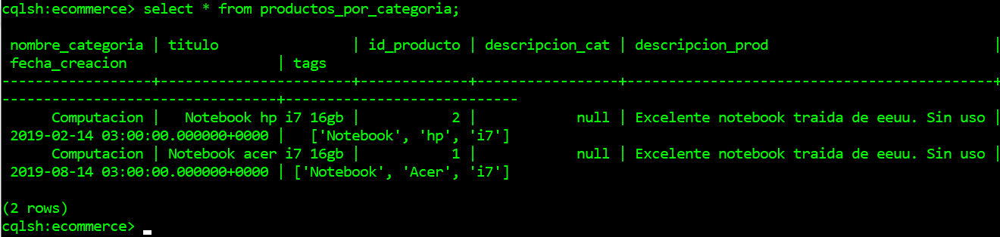 cqlsh:ecommerce> select * from productos_por_categoria;
nombre_categoria | titulo | id_producto | descripcion_cat | descripcion_prod |
fecha_creacion | tags
------------------+-----------------------+-------------+-----------------+-------------------------------------------+
---------------------------------+----------------------------
Computacion | Notebook hp i7 16gb | 2 | null | Excelente notebook traida de eeuu. Sin uso |
2019-02-14 03:00:00.000000+0000 | ['Notebook', 'hp', 'i7']
Computacion | Notebook acer i7 16gb | 1 | null | Excelente notebook traida de eeuu. Sin uso |
2019-08-14 03:00:00.000000+0000 | ['Notebook', 'Acer', 'i7']
(2 rows)
cqlsh:ecommerce>